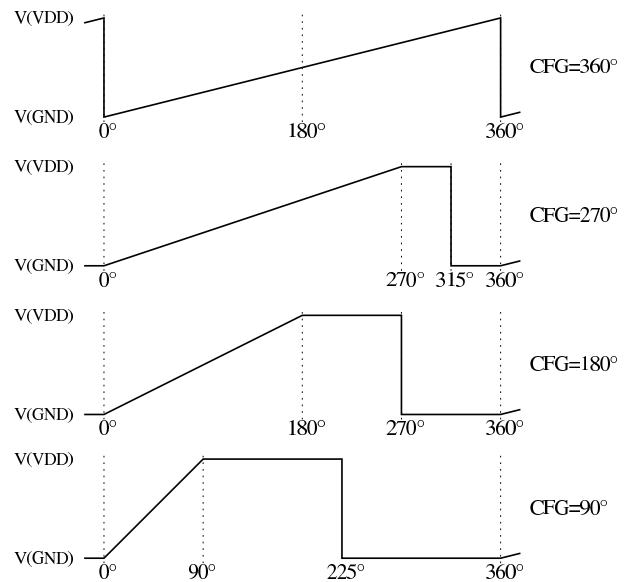 V(VDD)
CFG=360°
V(GND)
0° 180° 360°
V(VDD)
CFG=270°
V(GND)
0° 270° 315° 360°
V(VDD)
CFG=180°
V(GND)
0° 180° 270° 360°
V(VDD)
CFG=90°
V(GND)
0° 90° 225° 360°